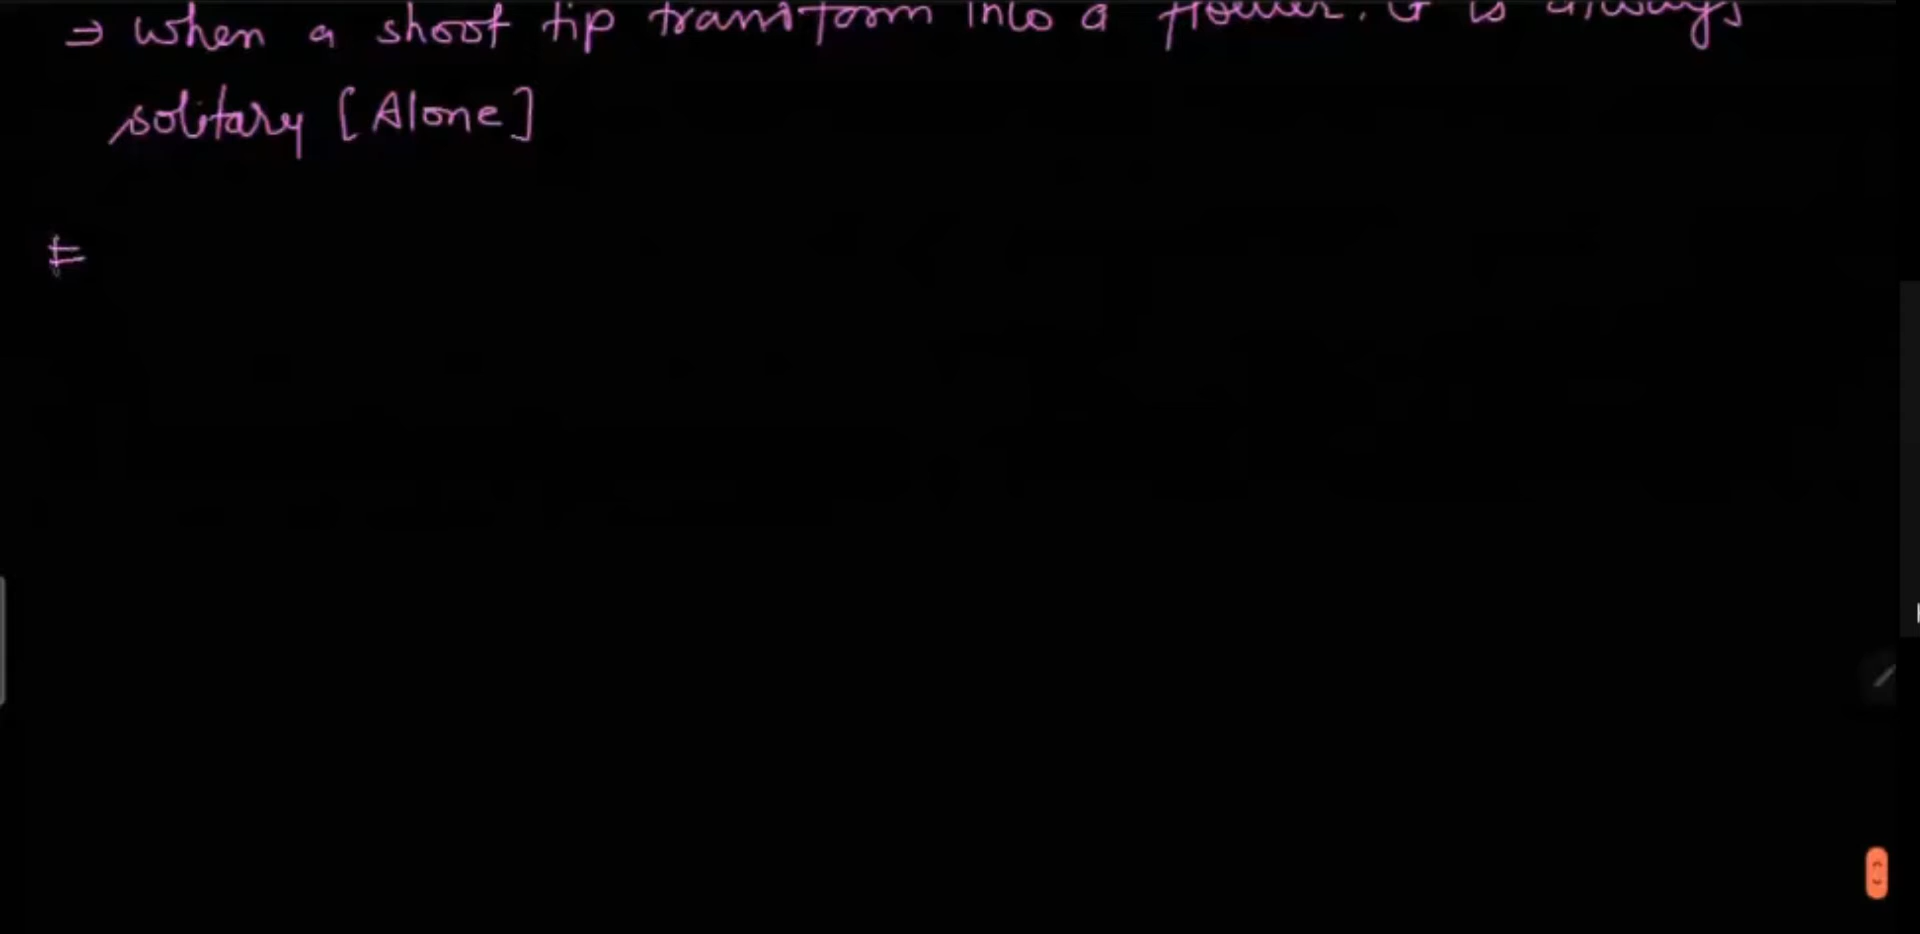 ⇒ When a shoot tip transform into a flower. it is always
solitary [Alone]